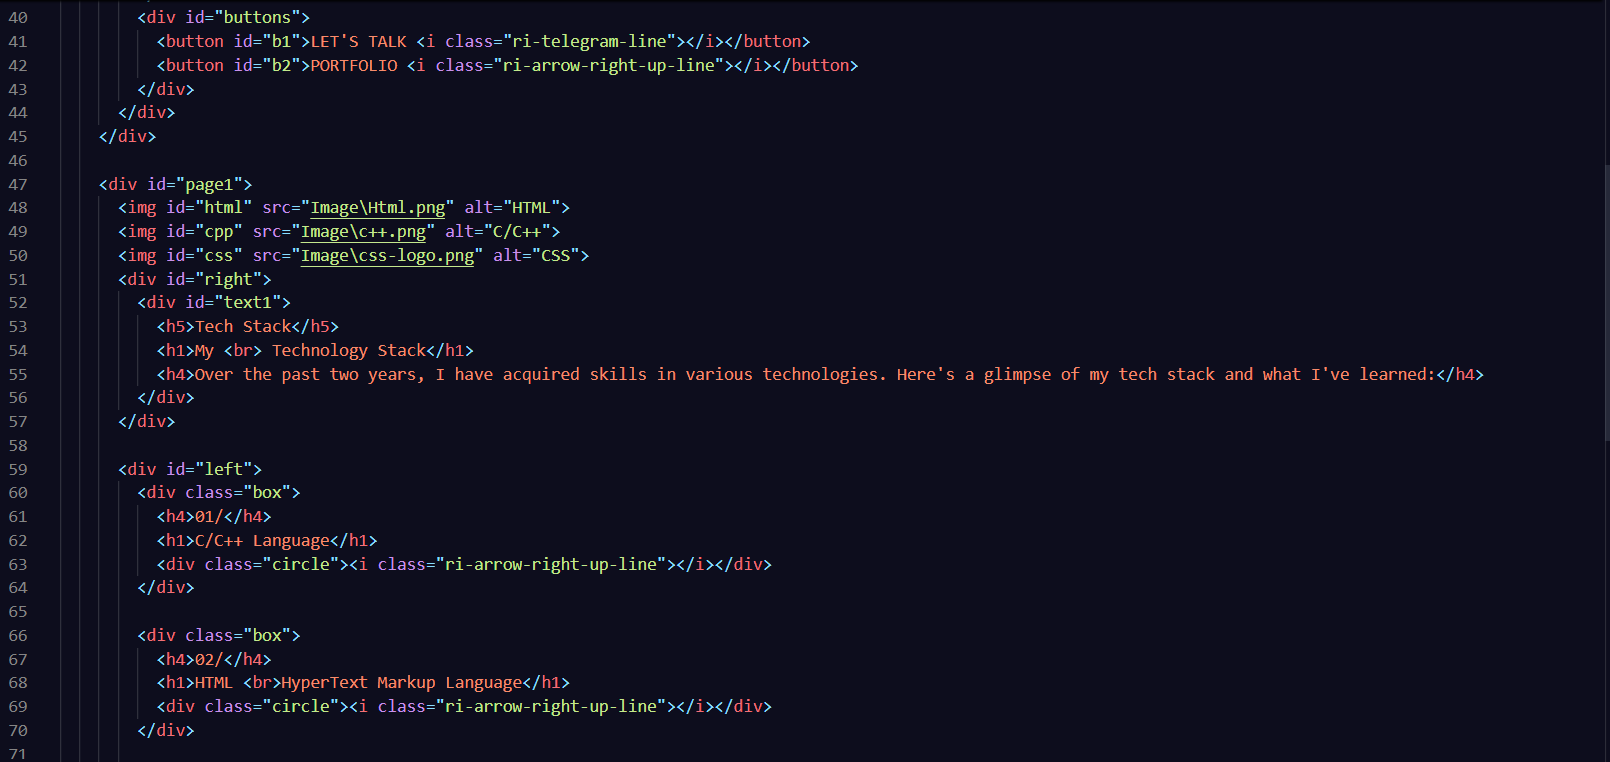 40 <div id="buttons">
41 <button id="b1">LET'S TALK <i class="ri-telegram-line"></i></button>
42 <button id="b2">PORTFOLIO <i class="ri-arrow-right-up-line"></i></button>
43 </div>
44 </div>
45 </div>
46
47 <div id="page1">
48 <img id="html" src="Image\Html.png" alt="HTML">
49 <img id="cpp" src="Image\c++.png" alt="C/C++">
50 <img id="css" src="Image\css-logo.png" alt="CSS">
51 <div id="right">
52 <div id="text1">
53 <h5>Tech Stack</h5>
54 <h1>My <br> Technology Stack</h1>
55 <h4>Over the past two years, I have acquired skills in various technologies. Here's a glimpse of my tech stack and what I've learned:</h4>
56 </div>
57 </div>
58
59 <div id="left">
60 <div class="box">
61 <h4>01/</h4>
62 <h1>C/C++ Language</h1>
63 <div class="circle"><i class="ri-arrow-right-up-line"></i></div>
64 </div>
65
66 <div class="box">
67 <h4>02/</h4>
68 <h1>HTML <br>HyperText Markup Language</h1>
69 <div class="circle"><i class="ri-arrow-right-up-line"></i></div>
70 </div>
71